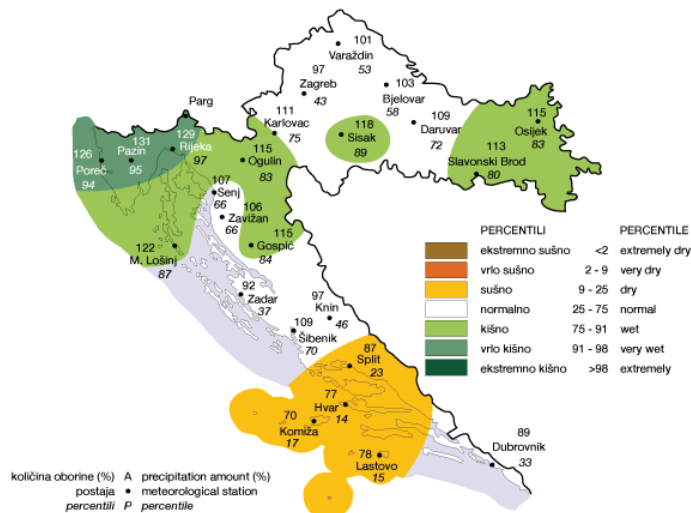 101
Varaždin
53
97
Zagreb
43
103
Bjelovar
58
Parg
111
Karlovac
75
118
Sisak
89
109
Daruvar
72
115
Osijek
83
113
Slavonski Brod
80
126
Poreč
94
131
Pazin
95
129
Rijeka
97
115
Ogulin
83
107
Senj
66
106
Zavižan
66
115
Gospić
84
122
M. Lošinj
87
92
Zadar
37
97
Knin
46
109
Šibenik
70
87
Split
23
77
Hvar
14
70
Komiža
17
78
Lastovo
15
89
Dubrovnik
33
PERCENTILI PERCENTILE
ekstremno sušno <2 extremely dry
vrlo sušno 2 - 9 very dry
sušno 9 - 25 dry
normalno 25 - 75 normal
kišno 75 - 91 wet
vrlo kišno 91 - 98 very wet
ekstremno kišno >98 extremely
količina oborine (%) A precipitation amount (%)
postaja • meteorological station
percentili P percentile